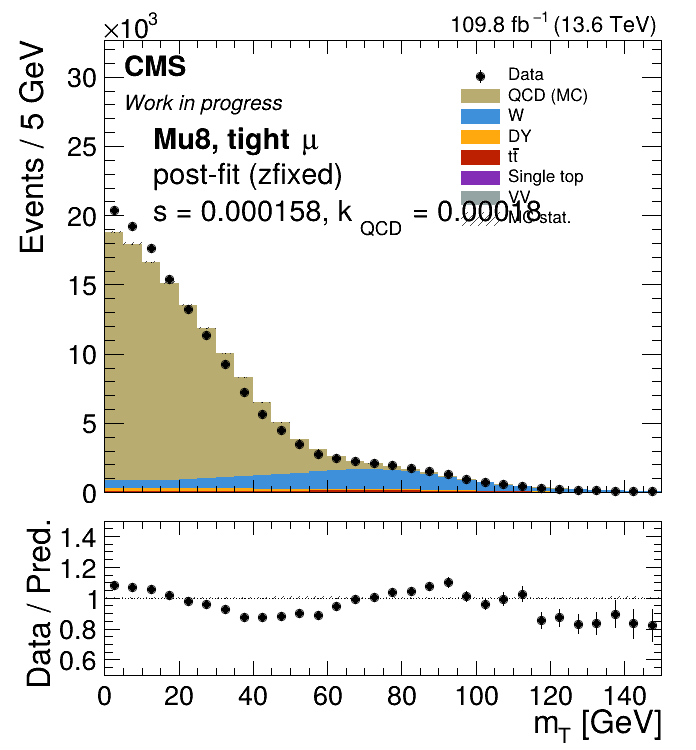 ×10³ 109.8 fb⁻¹ (13.6 TeV)
Events / 5 GeV
CMS
Work in progress
Mu8, tight μ
post-fit (zfixed)
s = 0.000158, k QCD = 0.00018
Data
QCD (MC)
W
DY
tt̄
Single top
VV
MC stat.
30
25
20
15
10
5
0
Data / Pred.
1.4
1.2
1
0.8
0.6
0 20 40 60 80 100 120 140
m_T [GeV]